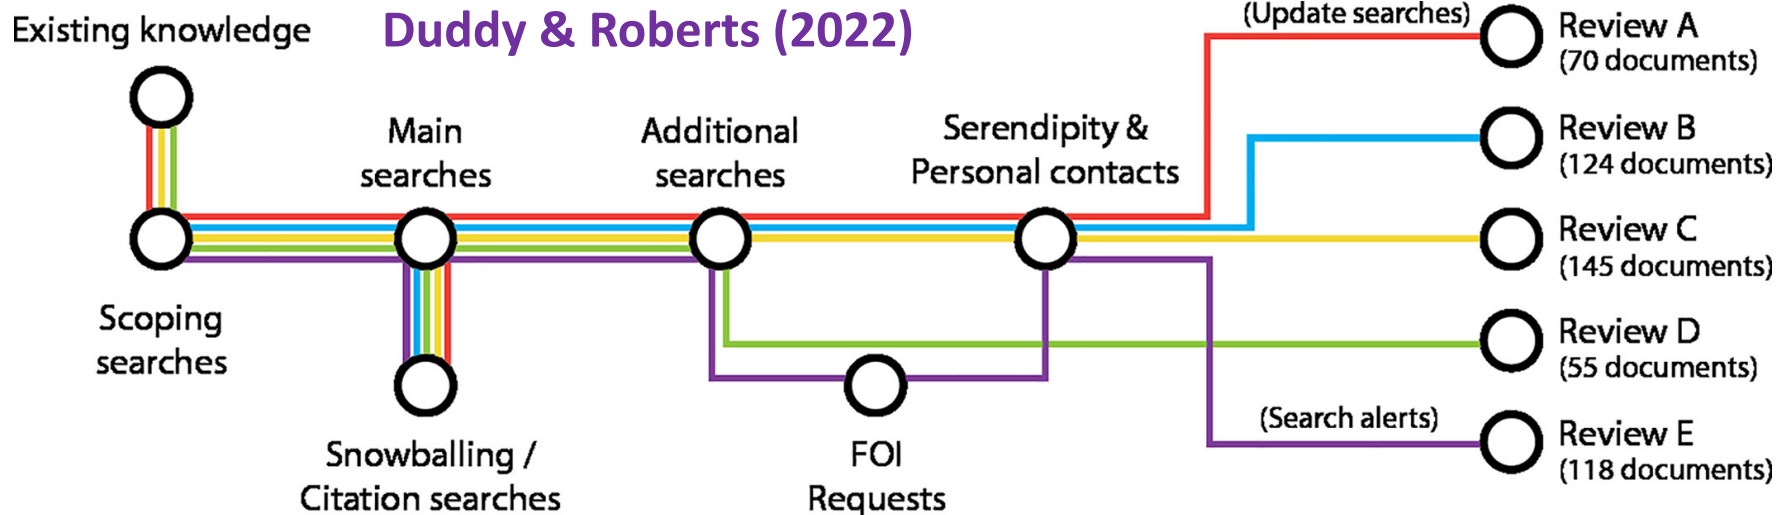 Existing knowledge
Duddy & Roberts (2022)
(Update searches)
Review A
(70 documents)
Main
searches
Additional
searches
Serendipity &
Personal contacts
Review B
(124 documents)
Review C
(145 documents)
Scoping
searches
Review D
(55 documents)
(Search alerts)
Review E
(118 documents)
Snowballing /
Citation searches
FOI
Requests